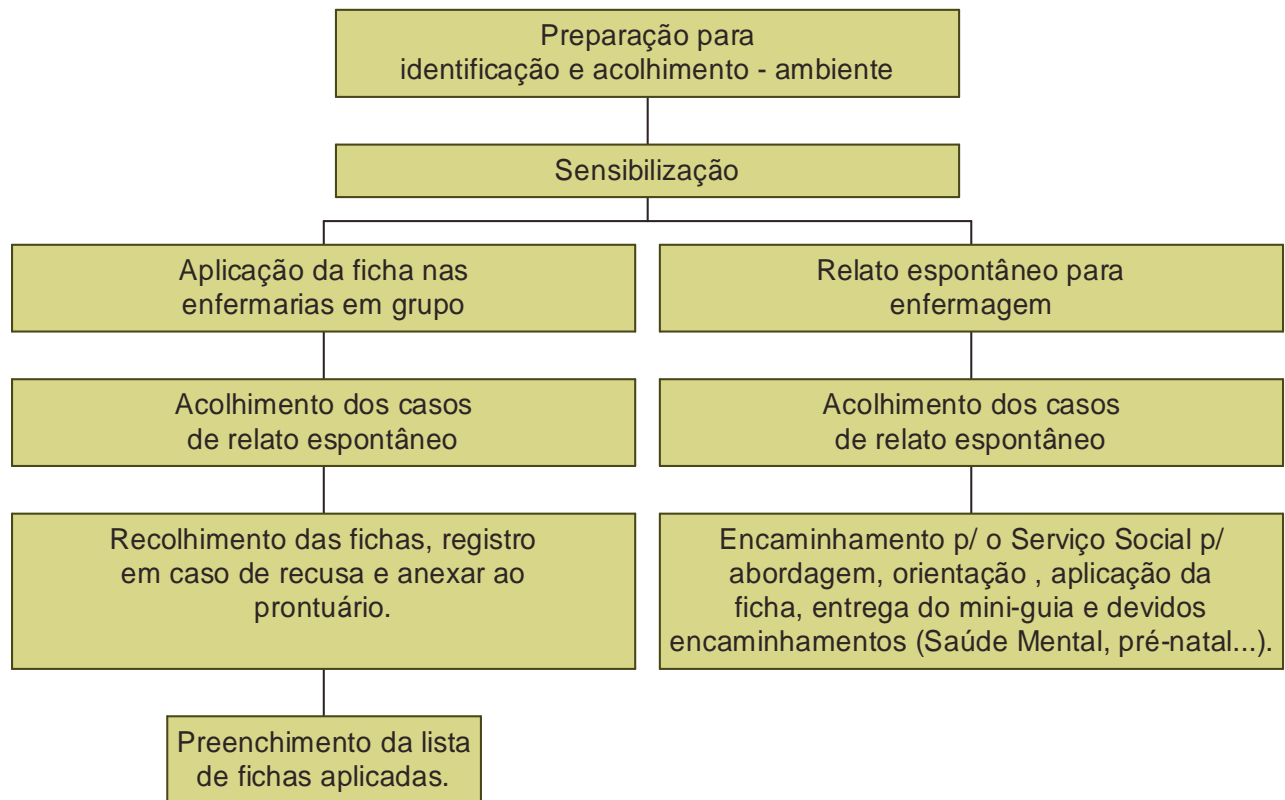 Preparação para
identificação e acolhimento - ambiente
Sensibilização
Aplicação da ficha nas
enfermarias em grupo
Relato espontâneo para
enfermagem
Acolhimento dos casos
de relato espontâneo
Acolhimento dos casos
de relato espontâneo
Recolhimento das fichas, registro
em caso de recusa e anexar ao
prontuário.
Encaminhamento p/ o Serviço Social p/
abordagem, orientação , aplicação da
ficha, entrega do mini-guia e devidos
encaminhamentos (Saúde Mental, pré-natal...).
Preenchimento da lista
de fichas aplicadas.